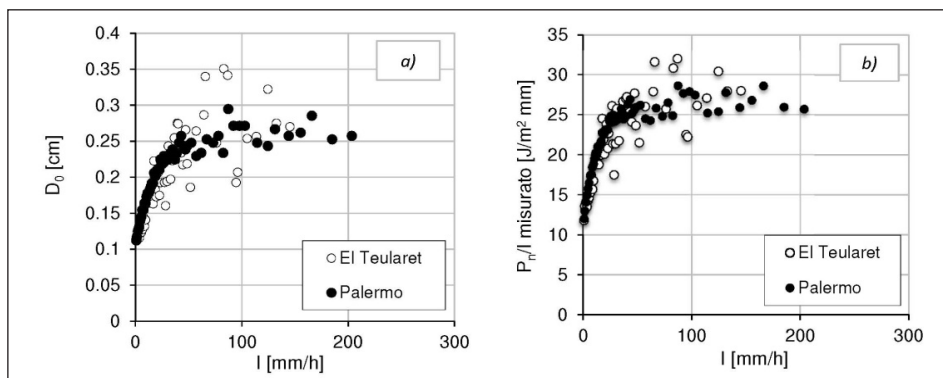 a)
D₀ [cm]
0.4
0.35
0.3
0.25
0.2
0.15
0.1
0.05
0
0 100 200 300
I [mm/h]
El Teularet
Palermo
b)
Pₙ/I misurato [J/m² mm]
35
30
25
20
15
10
5
0
0 100 200 300
I [mm/h]
El Teularet
Palermo